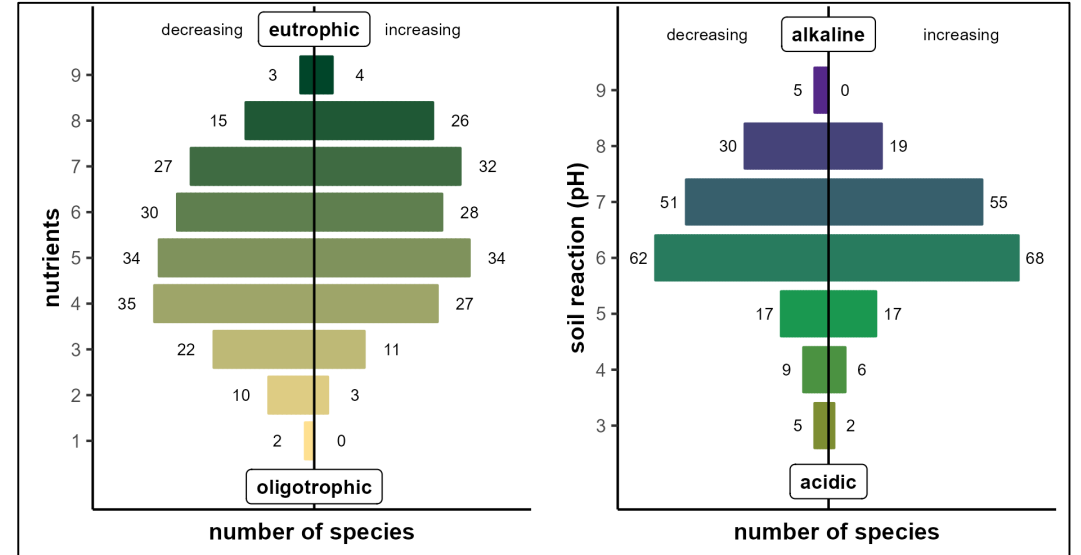 decreasing eutrophic increasing
9 3 4
8 15 26
7 27 32
6 30 28
5 34 34
4 35 27
3 22 11
2 10 3
1 2 0
oligotrophic
nutrients
number of species
decreasing alkaline increasing
9 5 0
8 30 19
7 51 55
6 62 68
5 17 17
4 9 6
3 5 2
acidic
soil reaction (pH)
number of species